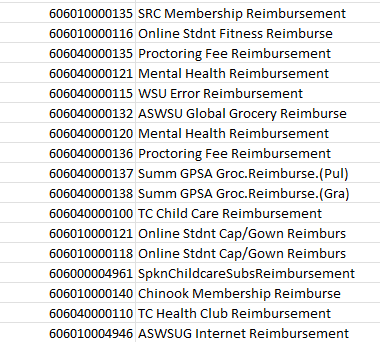 606010000135 SRC Membership Reimbursement
606010000116 Online Stdnt Fitness Reimburse
606040000135 Proctoring Fee Reimbursement
606040000121 Mental Health Reimbursement
606040000115 WSU Error Reimbursement
606040000132 ASWSU Global Grocery Reimburse
606040000120 Mental Health Reimbursement
606040000136 Proctoring Fee Reimbursement
606040000137 Summ GPSA Groc.Reimburse.(Pul)
606040000138 Summ GPSA Groc.Reimburse.(Gra)
606040000100 TC Child Care Reimbursement
606010000121 Online Stdnt Cap/Gown Reimburs
606010000118 Online Stdnt Cap/Gown Reimburs
606000004961 SpknChildcareSubsReimbursement
606010000140 Chinook Membership Reimburse
606040000110 TC Health Club Reimbursement
606010004946 ASWSUG Internet Reimbursement